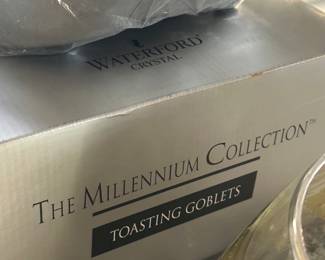 WATERFORD®
CRYSTAL
THE MILLENNIUM COLLECTION™
TOASTING GOBLETS